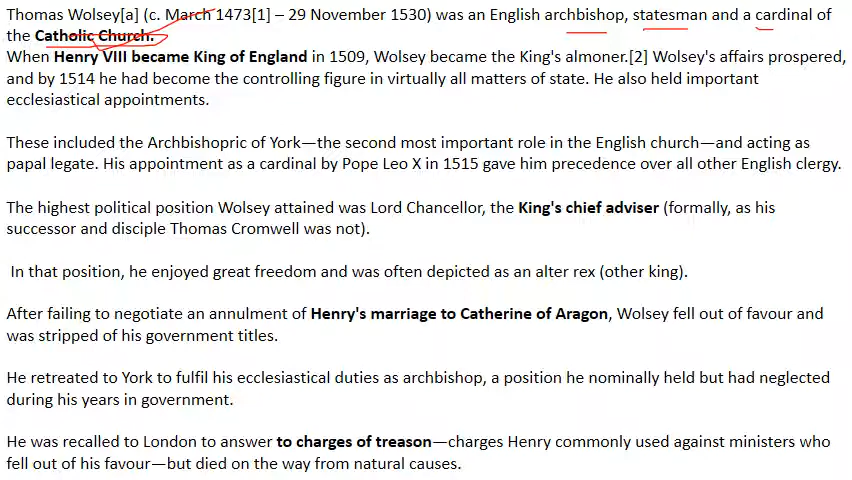 Thomas Wolsey[a] (c. March 1473[1] – 29 November 1530) was an English archbishop, statesman and a cardinal of
the Catholic Church.
When Henry VIII became King of England in 1509, Wolsey became the King's almoner.[2] Wolsey's affairs prospered,
and by 1514 he had become the controlling figure in virtually all matters of state. He also held important
ecclesiastical appointments.
These included the Archbishopric of York—the second most important role in the English church—and acting as
papal legate. His appointment as a cardinal by Pope Leo X in 1515 gave him precedence over all other English clergy.
The highest political position Wolsey attained was Lord Chancellor, the King's chief adviser (formally, as his
successor and disciple Thomas Cromwell was not).
In that position, he enjoyed great freedom and was often depicted as an alter rex (other king).
After failing to negotiate an annulment of Henry's marriage to Catherine of Aragon, Wolsey fell out of favour and
was stripped of his government titles.
He retreated to York to fulfil his ecclesiastical duties as archbishop, a position he nominally held but had neglected
during his years in government.
He was recalled to London to answer to charges of treason—charges Henry commonly used against ministers who
fell out of his favour—but died on the way from natural causes.